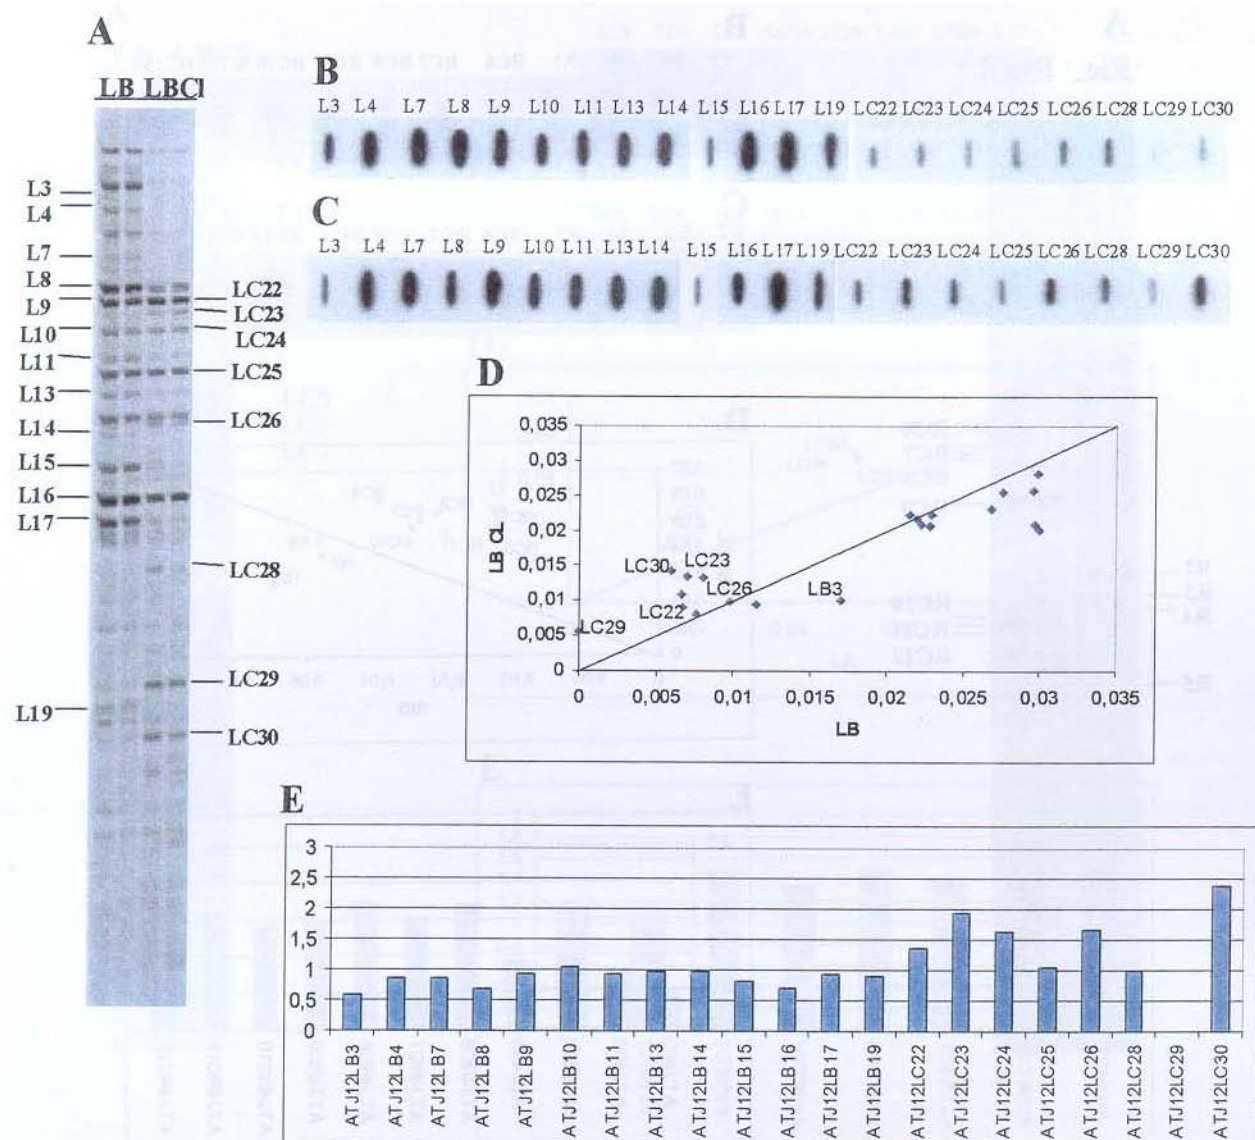 A
LB LBCl
L3
L4
L7
L8
L9
L10
L11
L13
L14
L15
L16
L17
L19
LC22
LC23
LC24
LC25
LC26
LC28
LC29
LC30
B
L3 L4 L7 L8 L9 L10 L11 L13 L14 L15 L16 L17 L19 LC22 LC23 LC24 LC25 LC26 LC28 LC29 LC30
C
L3 L4 L7 L8 L9 L10 L11 L13 L14 L15 L16 L17 L19 LC22 LC23 LC24 LC25 LC26 LC28 LC29 LC30
D
0,035
0,03
0,025
0,02
0,015
0,01
0,005
0
LB CL
LC30 LC23
LC26 LB3
LC22
LC29
0 0,005 0,01 0,015 0,02 0,025 0,03 0,035
LB
E
3
2,5
2
1,5
1
0,5
0
ATJ12LB3
ATJ12LB4
ATJ12LB7
ATJ12LB8
ATJ12LB9
ATJ12LB10
ATJ12LB11
ATJ12LB13
ATJ12LB14
ATJ12LB15
ATJ12LB16
ATJ12LB17
ATJ12LB19
ATJ12LC22
ATJ12LC23
ATJ12LC24
ATJ12LC25
ATJ12LC26
ATJ12LC28
ATJ12LC29
ATJ12LC30